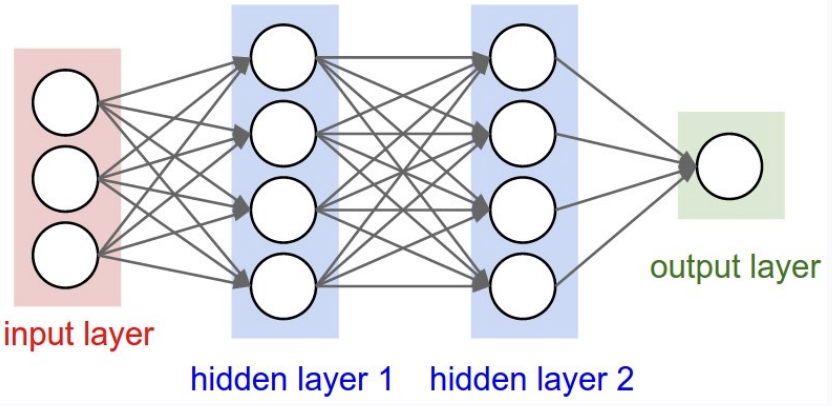 input layer
hidden layer 1
hidden layer 2
output layer